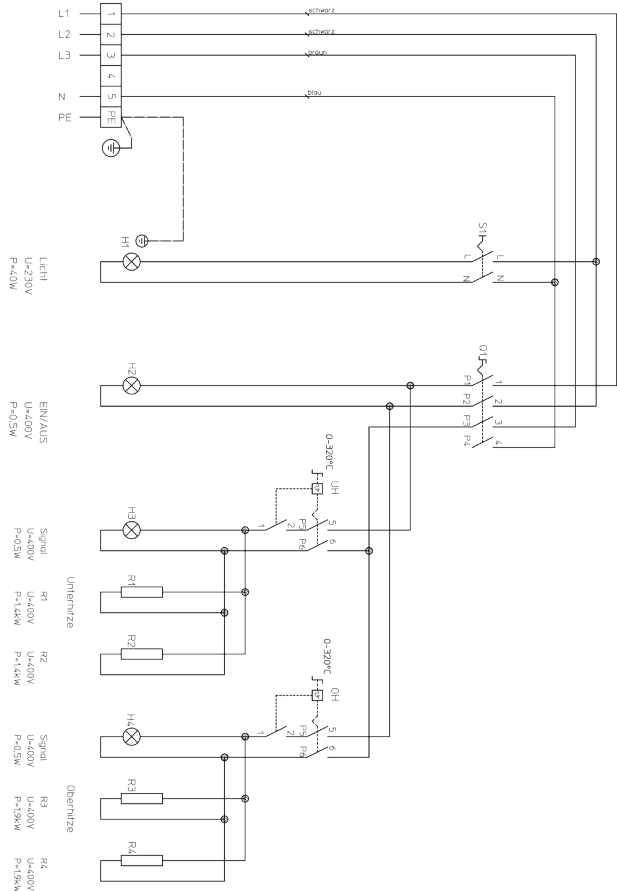 L1
1
schwarz
L2
2
schwarz
L3
3
braun
4
N
5
blau
PE
PE
S1
L
L
N
N
H1
Licht
U=230V
P=40W
Q1
P1
1
P2
2
P3
3
P4
4
H2
EIN/AUS
U=400V
P=0,5W
0-320°C
UH
1
2
P5
5
P6
6
H3
Signal
U=400V
P=0,5W
Unterhitze
R1
R1
U=400V
P=1,4kW
R2
R2
U=400V
P=1,4kW
0-320°C
OH
1
2
P5
5
P6
6
H4
Signal
U=400V
P=0,5W
Oberhitze
R3
R3
U=400V
P=1,9kW
R4
R4
U=400V
P=1,9kW